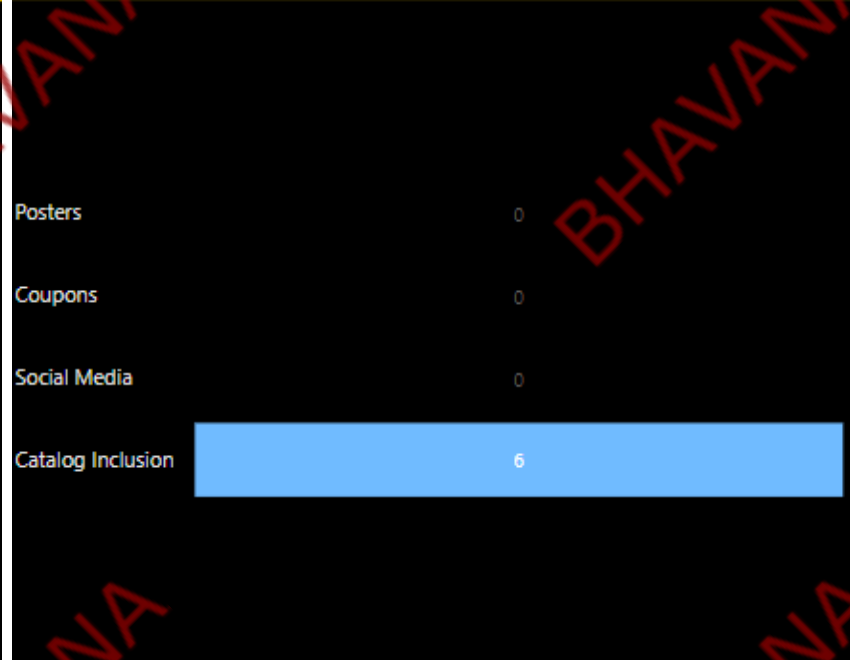 BHAVANA
Posters 0
Coupons 0
Social Media 0
Catalog Inclusion 6